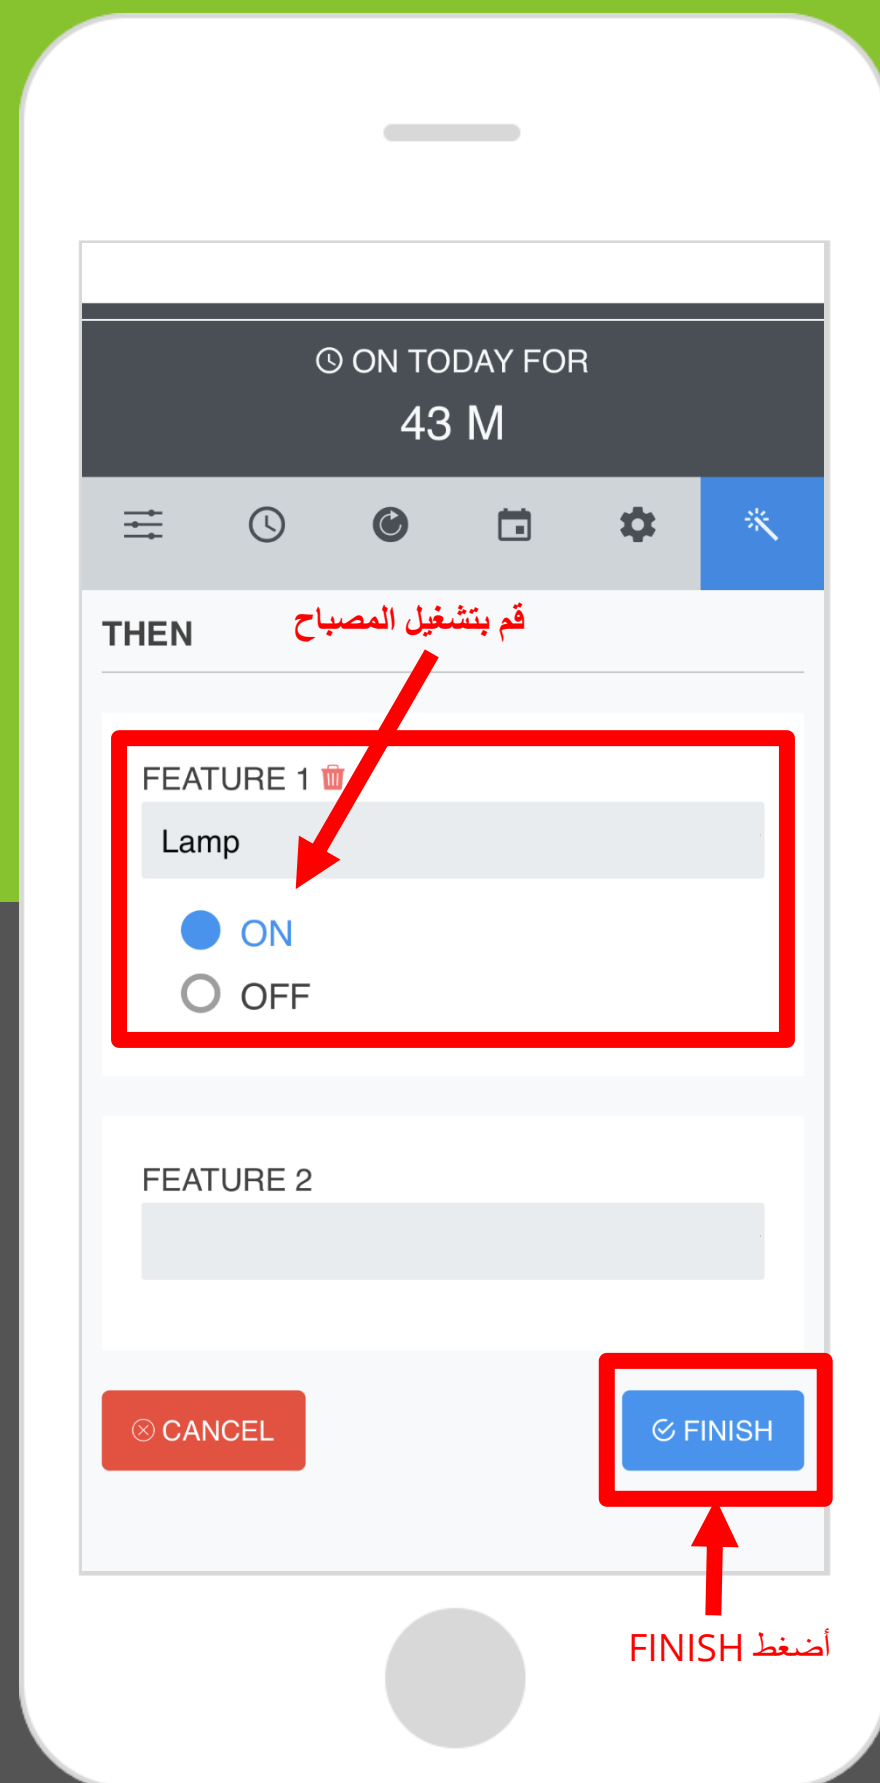 ON TODAY FOR
43 M
قم بتشغيل المصباح
THEN
FEATURE 1
Lamp
ON
OFF
FEATURE 2
CANCEL
FINISH
أضغط FINISH